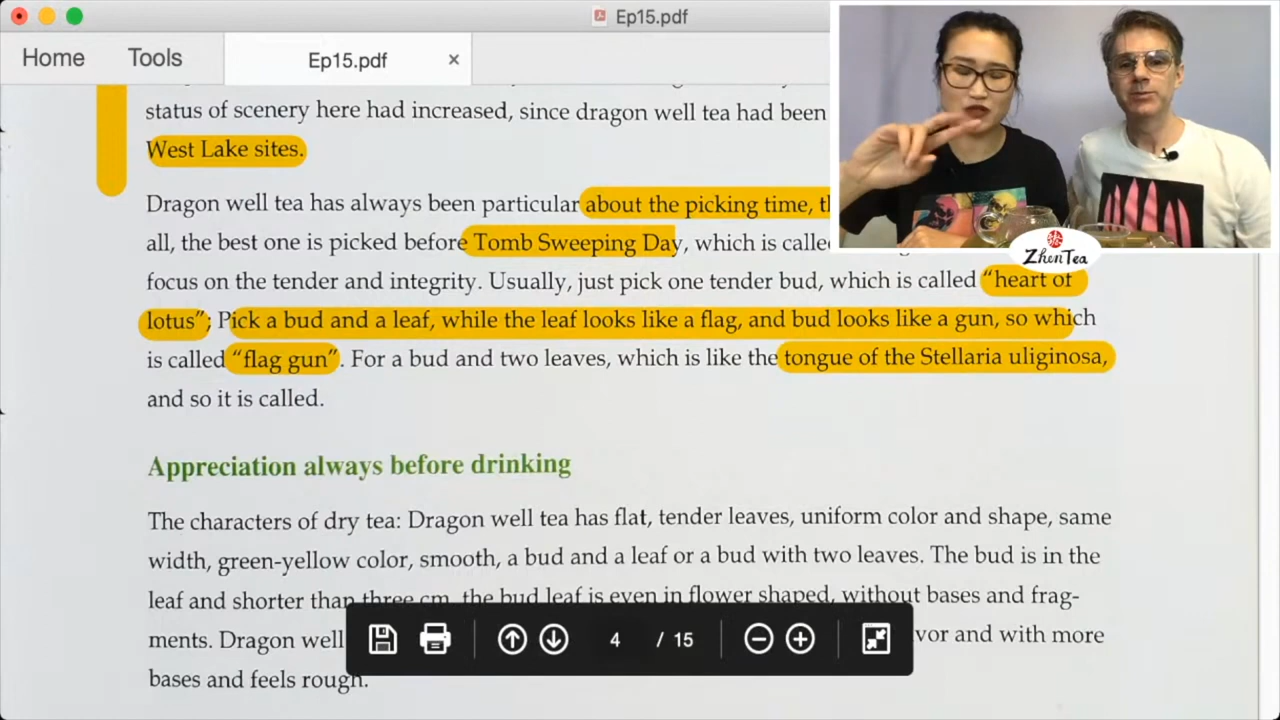 Ep15.pdf
Home Tools Ep15.pdf ×
status of scenery here had increased, since dragon well tea had been
West Lake sites.
Dragon well tea has always been particular about the picking time,
all, the best one is picked before Tomb Sweeping Day, which is
focus on the tender and integrity. Usually, just pick one tender bud, which is called “heart of
lotus”; Pick a bud and a leaf, while the leaf looks like a flag, and bud looks like a gun, so which
is called “flag gun”. For a bud and two leaves, which is like the tongue of the Stellaria uliginosa,
and so it is called.
Appreciation always before drinking
The characters of dry tea: Dragon well tea has flat, tender leaves, uniform color and shape, same
width, green-yellow color, smooth, a bud and a leaf or a bud with two leaves. The bud is in the
leaf and shorter than three cm, the bud leaf is even in flower shaped, without bases and frag-
ments. Dragon well and with more
bases and feels rough.
4 / 15
ZhenTea